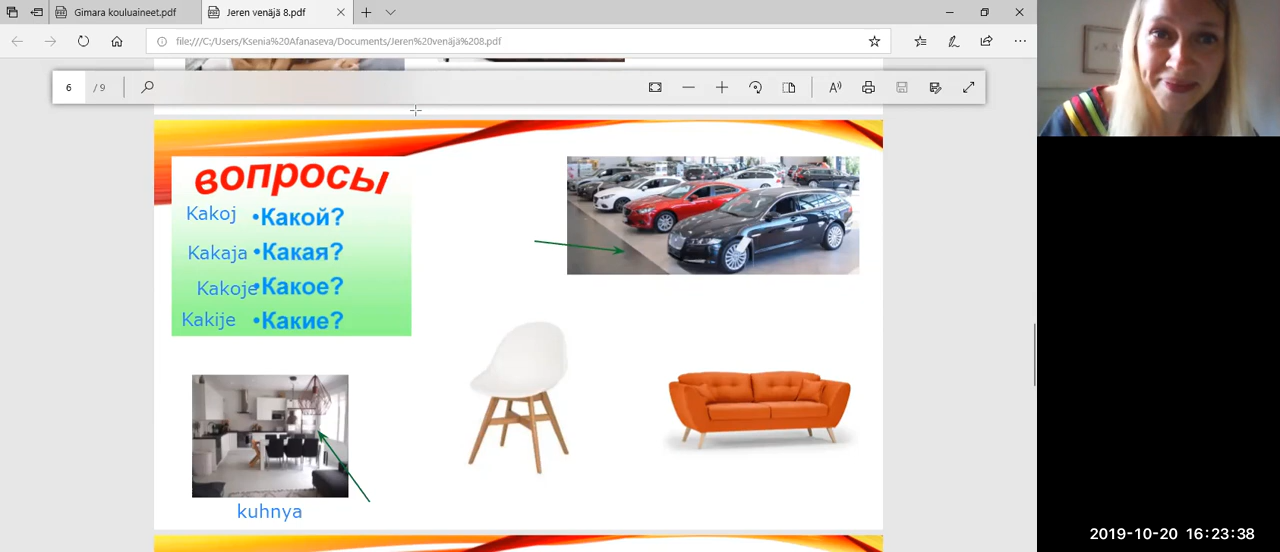 Gimara kouluaineet.pdf
Jeren venäjä 8.pdf
file:///C:/Users/Ksenia%20Afanaseva/Documents/Jeren%20venäjä%208.pdf
6 / 9
вопросы
Kakoj •Какой?
Kakaja •Какая?
Kakoje •Какое?
Kakije •Какие?
kuhnya
2019-10-20 16:23:38